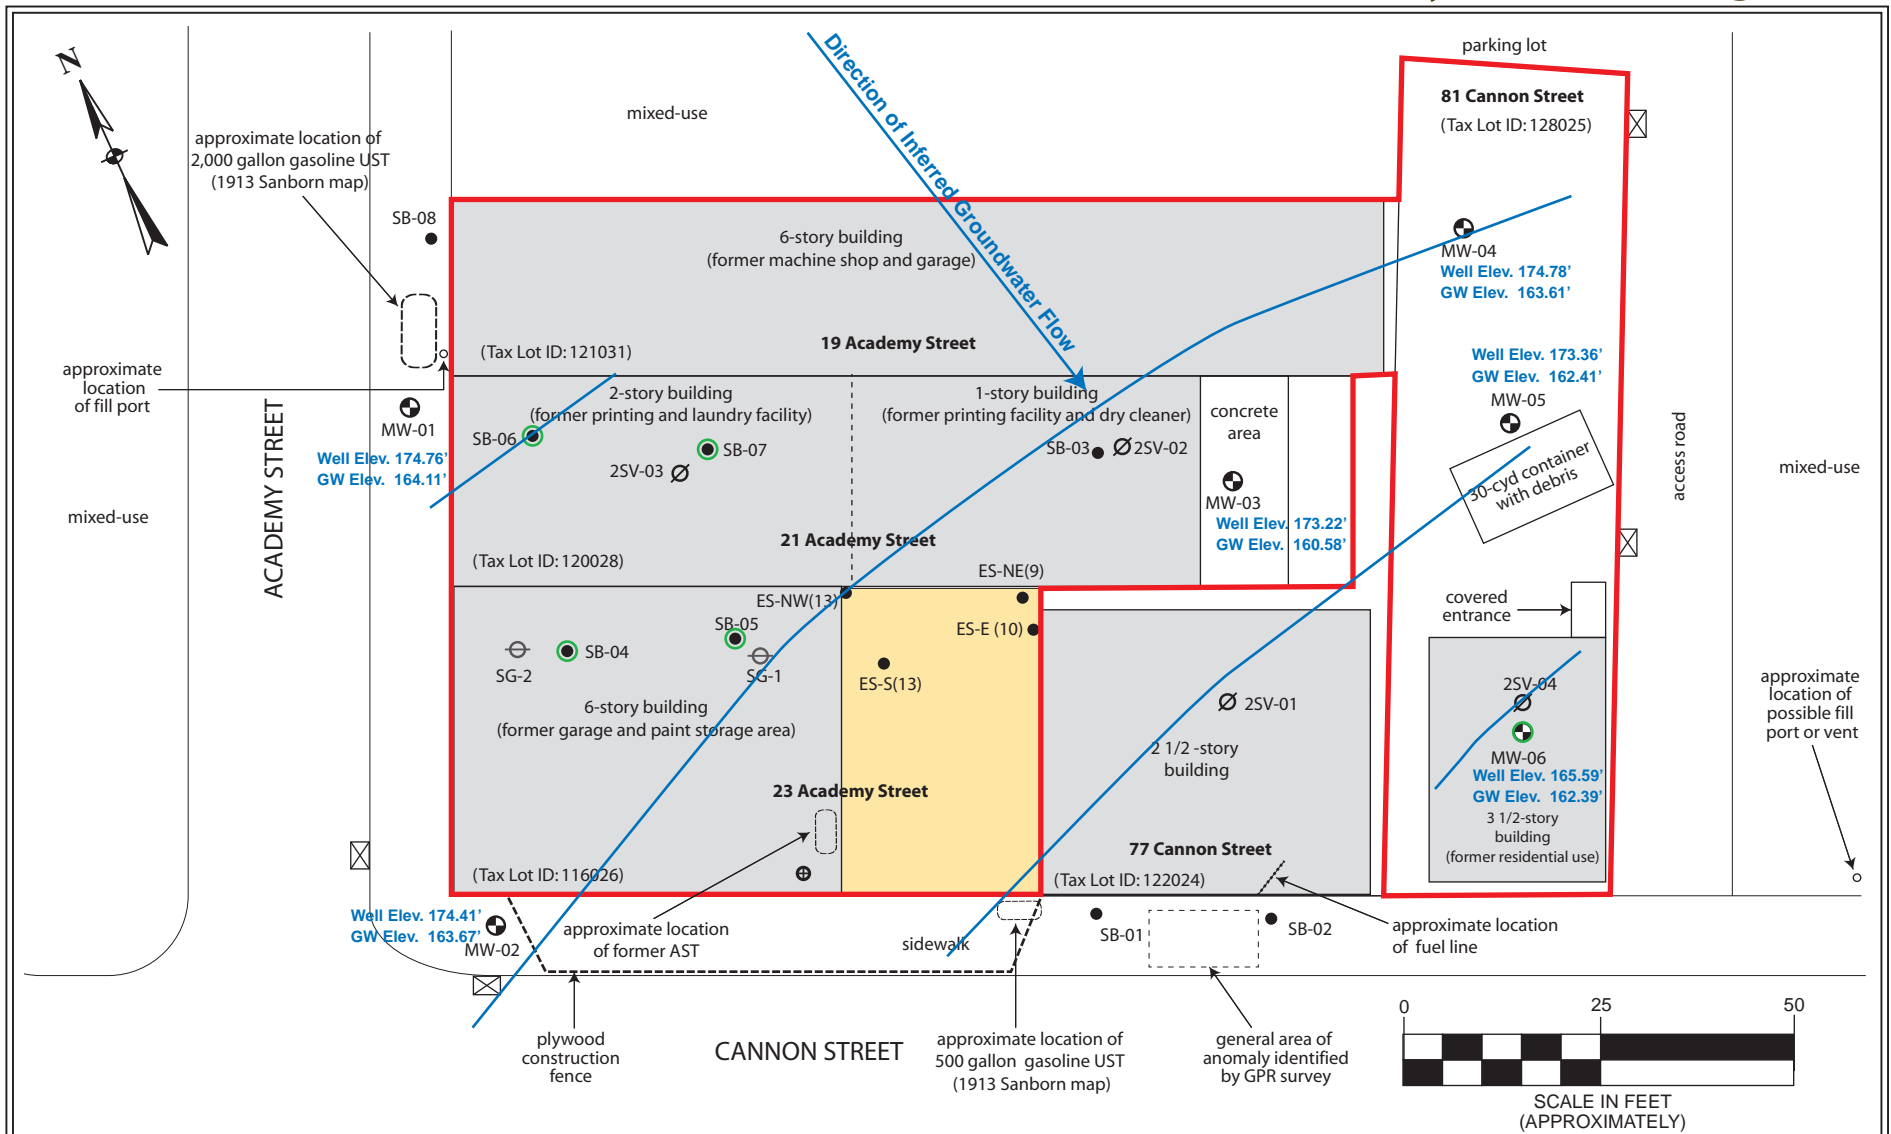 N
parking lot
81 Cannon Street
(Tax Lot ID: 128025)
mixed-use
approximate location of
2,000 gallon gasoline UST
(1913 Sanborn map)
Direction of Inferred Groundwater Flow
SB-08
6-story building
(former machine shop and garage)
19 Academy Street
(Tax Lot ID: 121031)
MW-04
Well Elev. 174.78'
GW Elev. 163.61'
approximate
location
of fill port
MW-01
Well Elev. 174.76'
GW Elev. 164.11'
ACADEMY STREET
mixed-use
2-story building
(former printing and laundry facility)
SB-06
SB-07
2SV-03
1-story building
(former printing facility and dry cleaner)
SB-03
2SV-02
concrete
area
MW-03
Well Elev. 173.22'
GW Elev. 160.58'
21 Academy Street
(Tax Lot ID: 120028)
Well Elev. 173.36'
GW Elev. 162.41'
MW-05
30-cyd container
with debris
access road
mixed-use
ES-NE(9)
ES-NW(13)
ES-E (10)
ES-S(13)
SB-05
SB-04
SG-2
SG-1
6-story building
(former garage and paint storage area)
23 Academy Street
(Tax Lot ID: 116026)
covered
entrance
2SV-01
2 1/2 -story
building
77 Cannon Street
(Tax Lot ID: 122024)
2SV-04
MW-06
Well Elev. 165.59'
GW Elev. 162.39'
3 1/2-story
building
(former residential use)
approximate
location of
possible fill
port or vent
Well Elev. 174.41'
GW Elev. 163.67'
MW-02
approximate location
of former AST
sidewalk
SB-01
SB-02
approximate location
of fuel line
plywood
construction
fence
CANNON STREET
approximate location of
500 gallon gasoline UST
(1913 Sanborn map)
general area of
anomaly identified
by GPR survey
0
25
50
SCALE IN FEET
(APPROXIMATELY)